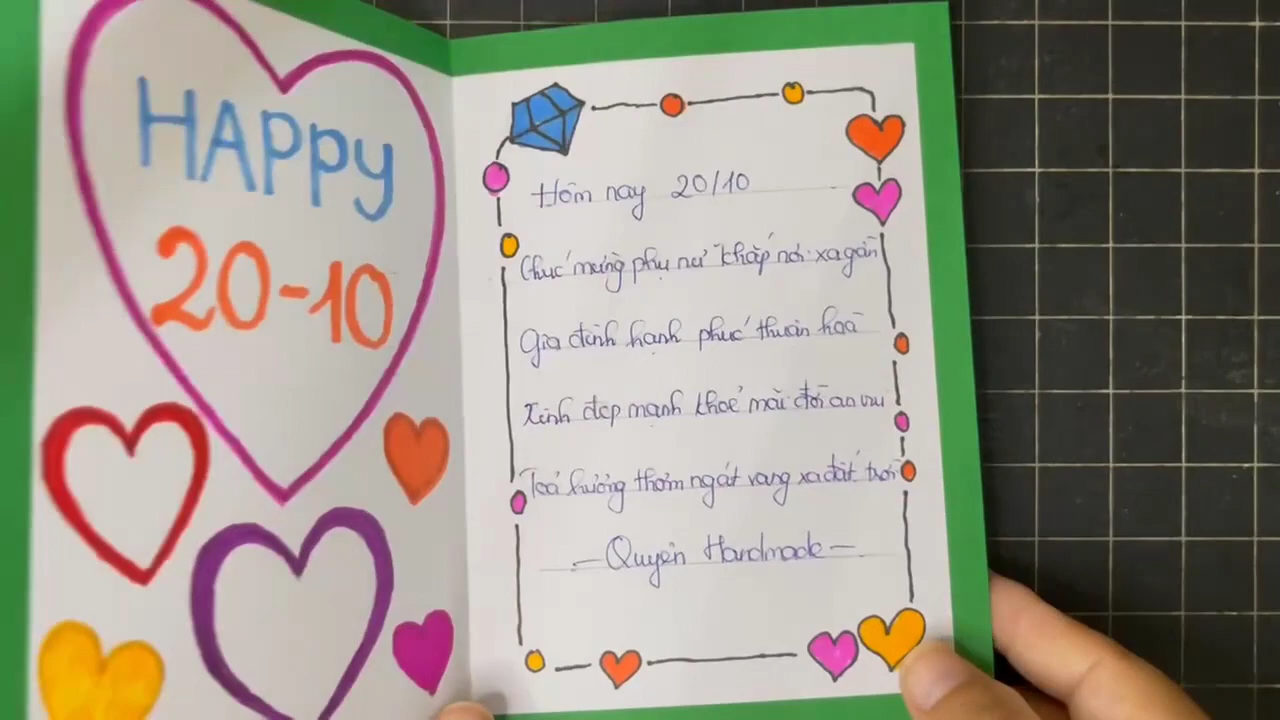 HAPPY
20-10
Hôm nay 20/10
Chúc mừng phụ nữ khắp nơi xa gần
Gia đình hạnh phúc thuận hoà
Xinh đẹp mạnh khoẻ mãi đời an vui
Toả hương thơm ngát vang xa đất trời
- Quyên Handmade -